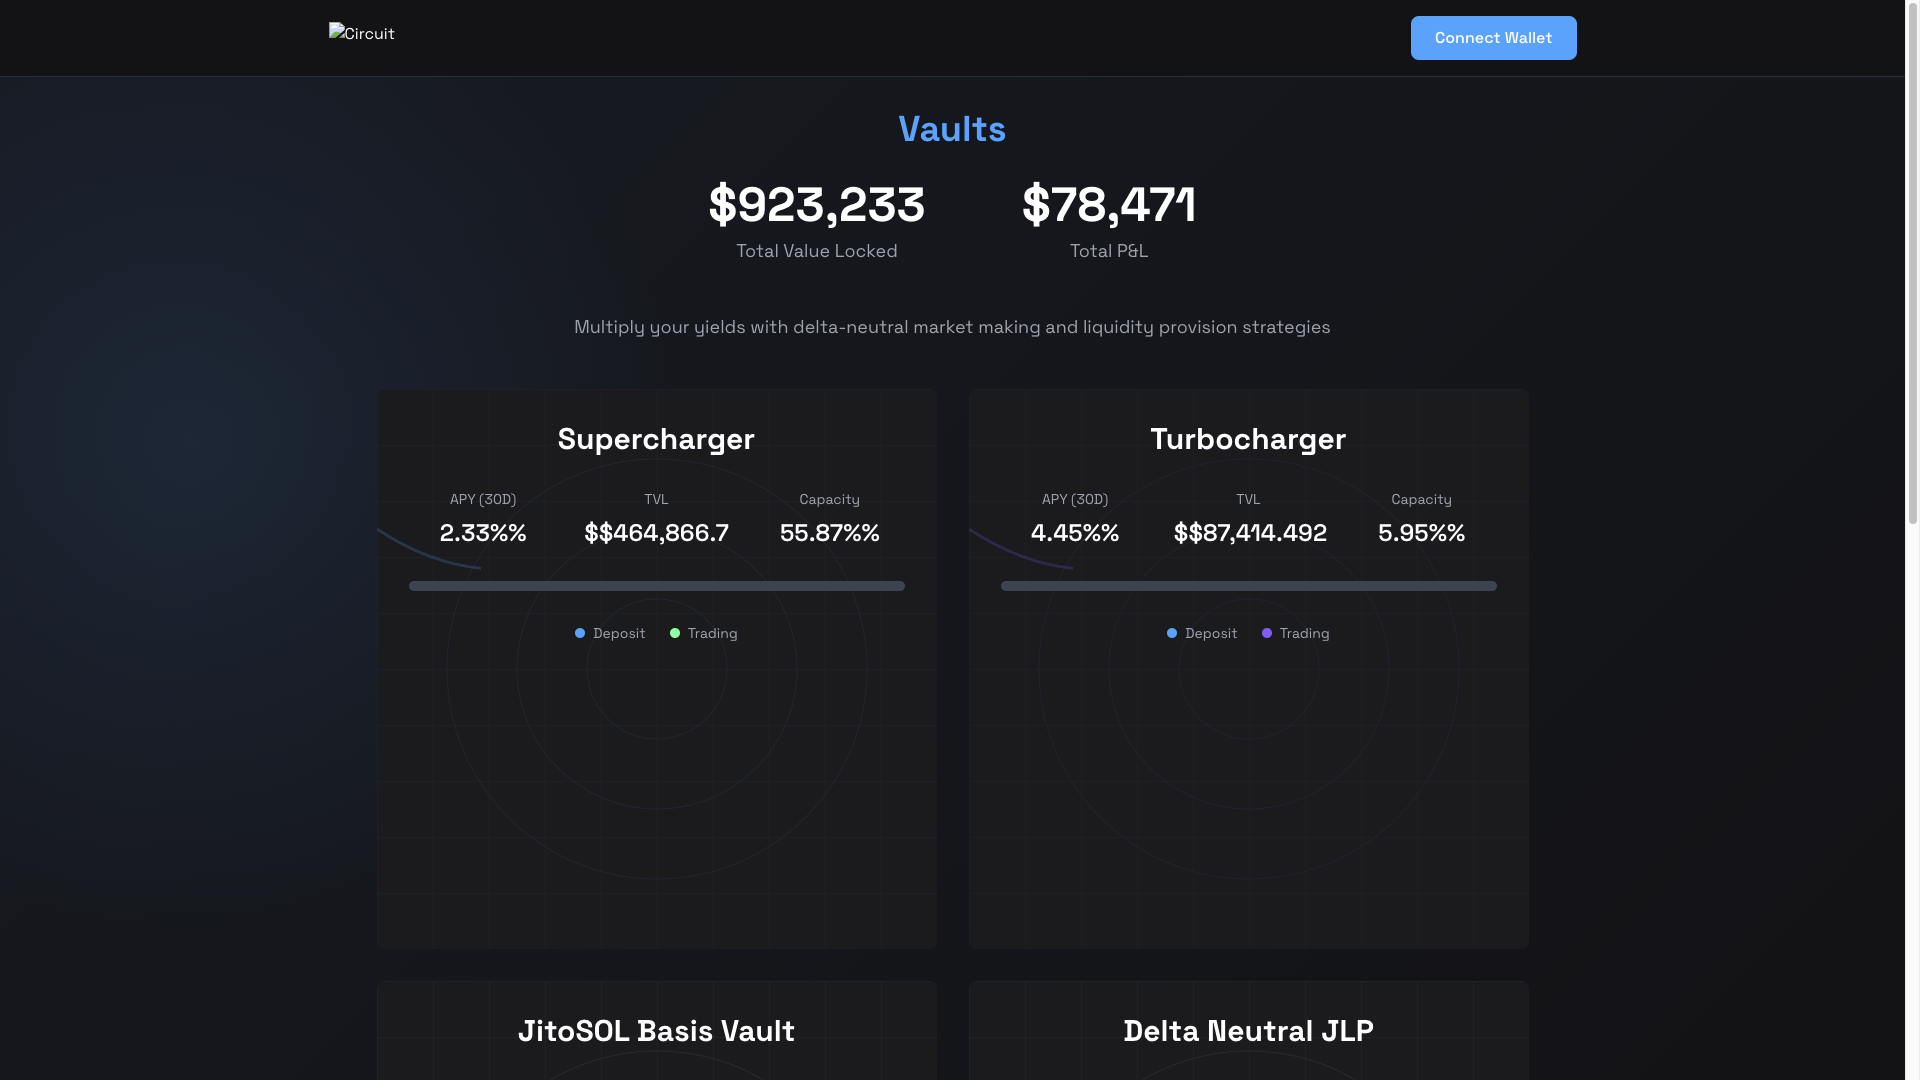 Circuit
Connect Wallet
Vaults
$923,233 $78,471
Total Value Locked Total P&L
Multiply your yields with delta-neutral market making and liquidity provision strategies
Supercharger
APY (30D) TVL Capacity
2.33%% $$464,866.7 55.87%%
Deposit Trading
Turbocharger
APY (30D) TVL Capacity
4.45%% $$87,414.492 5.95%%
Deposit Trading
JitoSOL Basis Vault
Delta Neutral JLP